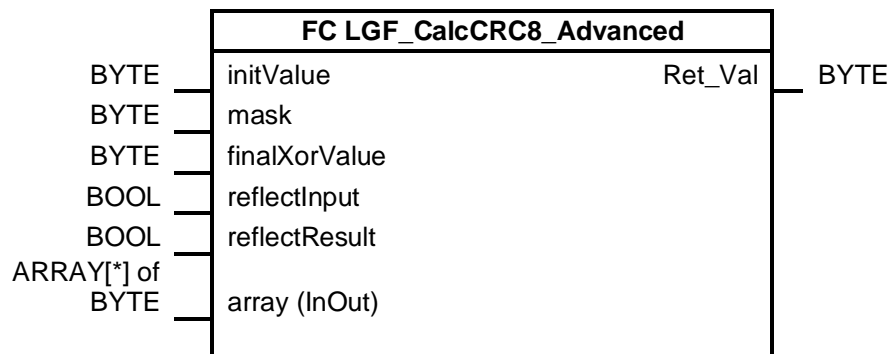 FC LGF_CalcCRC8_Advanced
BYTE initValue Ret_Val BYTE
BYTE mask
BYTE finalXorValue
BOOL reflectInput
BOOL reflectResult
ARRAY[*] of
BYTE array (InOut)